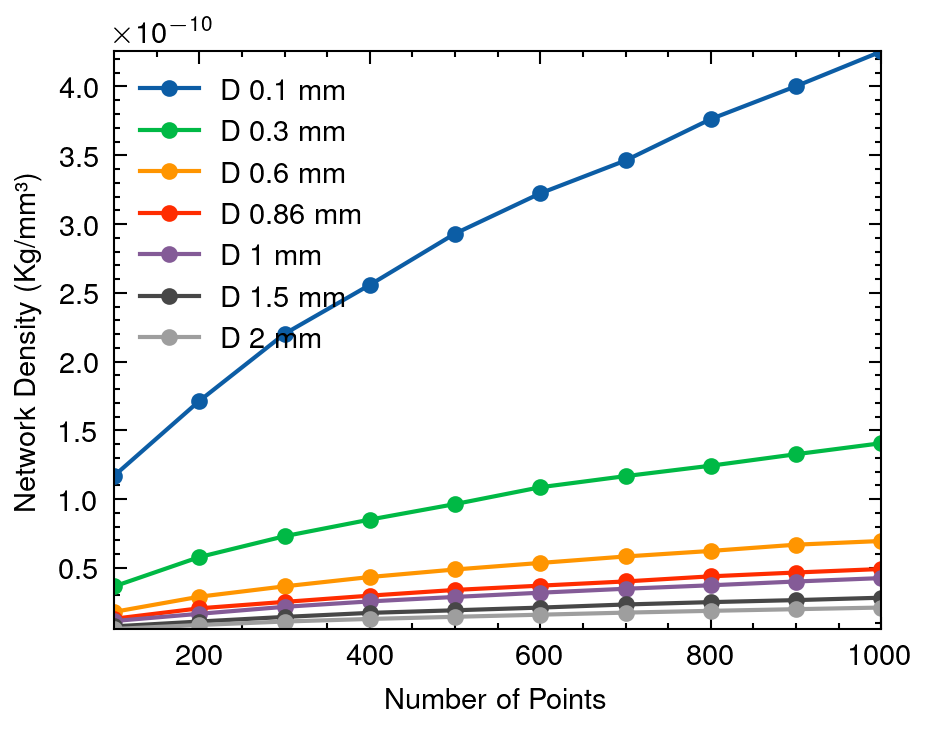 ×10⁻¹⁰
4.0
3.5
3.0
2.5
2.0
1.5
1.0
0.5
Network Density (Kg/mm³)
D 0.1 mm
D 0.3 mm
D 0.6 mm
D 0.86 mm
D 1 mm
D 1.5 mm
D 2 mm
200 400 600 800 1000
Number of Points